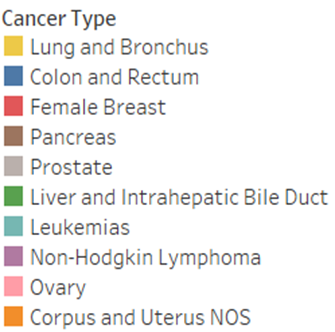 Cancer Type
Lung and Bronchus
Colon and Rectum
Female Breast
Pancreas
Prostate
Liver and Intrahepatic Bile Duct
Leukemias
Non-Hodgkin Lymphoma
Ovary
Corpus and Uterus NOS